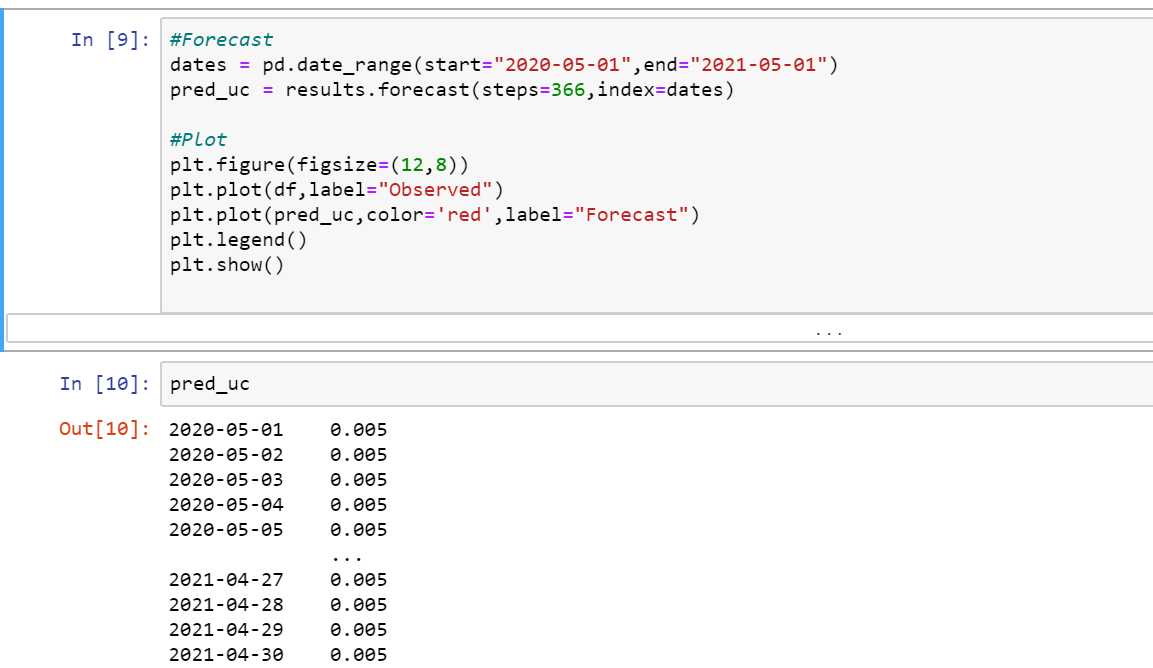 In [9]: #Forecast
dates = pd.date_range(start="2020-05-01",end="2021-05-01")
pred_uc = results.forecast(steps=366,index=dates)
#Plot
plt.figure(figsize=(12,8))
plt.plot(df,label="Observed")
plt.plot(pred_uc,color='red',label="Forecast")
plt.legend()
plt.show()
...
In [10]: pred_uc
Out[10]: 2020-05-01 0.005
2020-05-02 0.005
2020-05-03 0.005
2020-05-04 0.005
2020-05-05 0.005
...
2021-04-27 0.005
2021-04-28 0.005
2021-04-29 0.005
2021-04-30 0.005